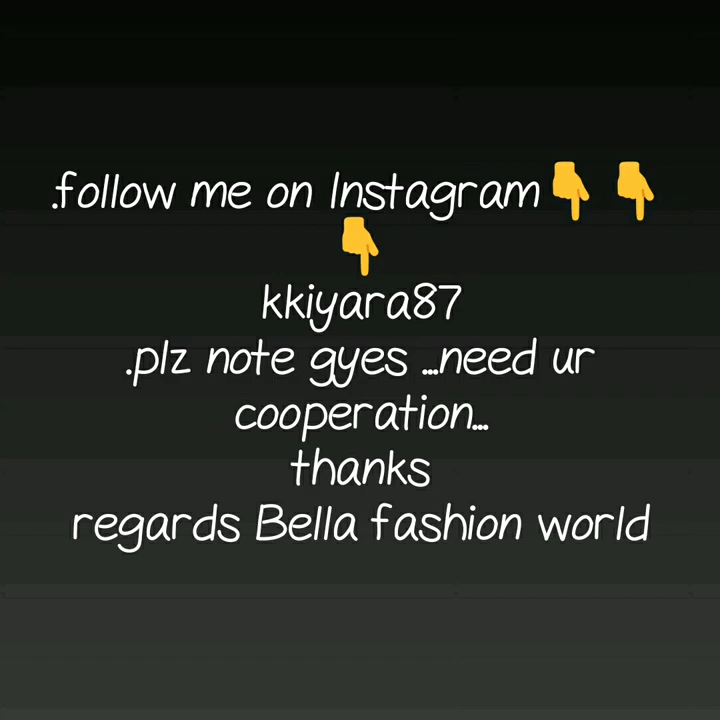 .follow me on Instagram👇 👇
👇
kkiyara87
.plz note gyes ...need ur
cooperation...
thanks
regards Bella fashion world